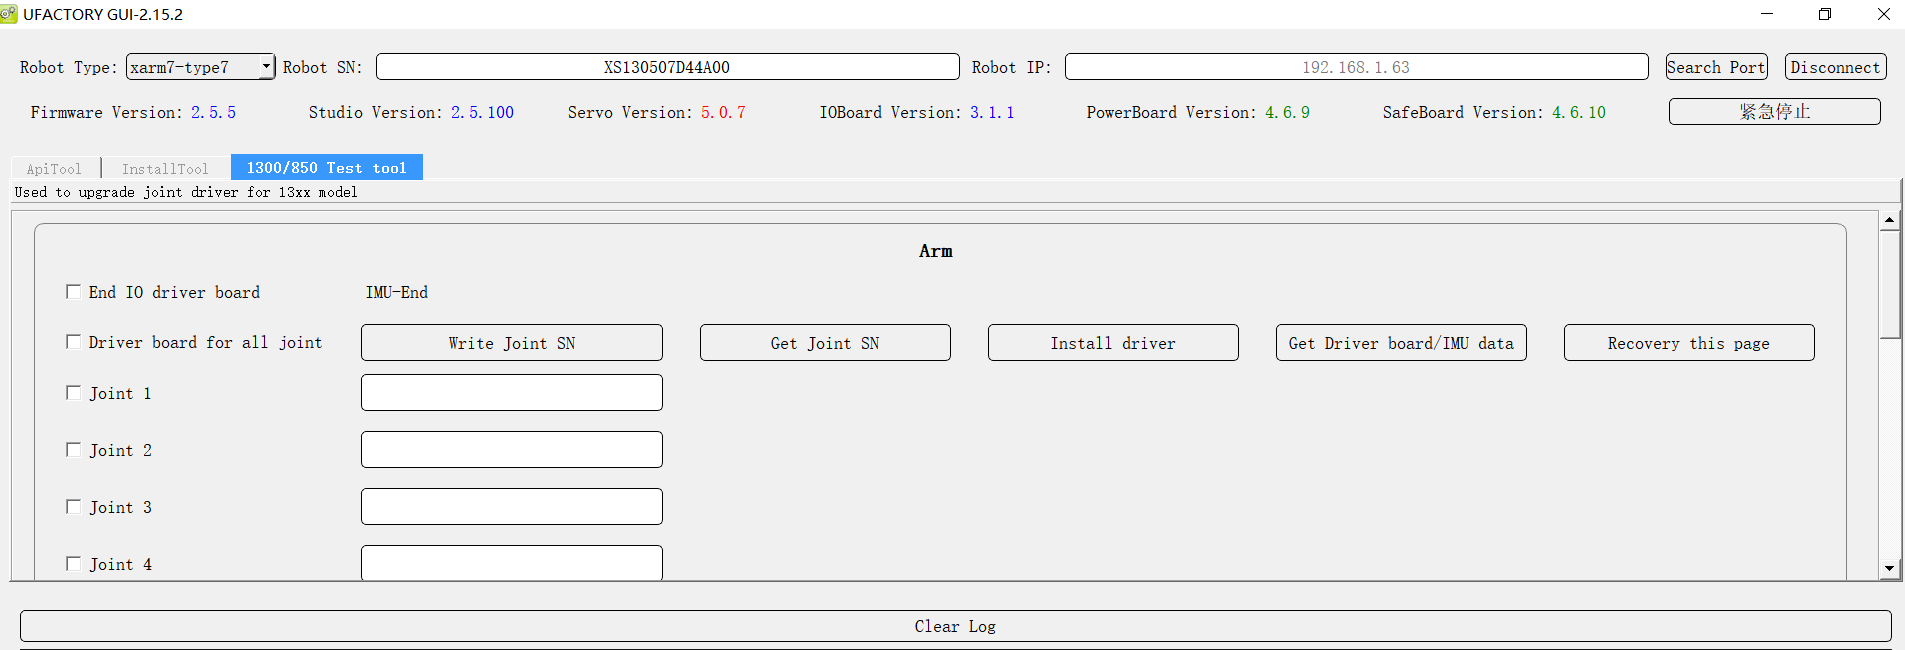 UFACTORY GUI-2.15.2
Robot Type: xarm7-type7 Robot SN: XS130507D44A00 Robot IP: 192.168.1.63 Search Port Disconnect
Firmware Version: 2.5.5 Studio Version: 2.5.100 Servo Version: 5.0.7 IOBoard Version: 3.1.1 PowerBoard Version: 4.6.9 SafeBoard Version: 4.6.10 紧急停止
ApiTool InstallTool 1300/850 Test tool
Used to upgrade joint driver for 13xx model
Arm
End IO driver board IMU-End
Driver board for all joint Write Joint SN Get Joint SN Install driver Get Driver board/IMU data Recovery this page
Joint 1
Joint 2
Joint 3
Joint 4
Clear Log